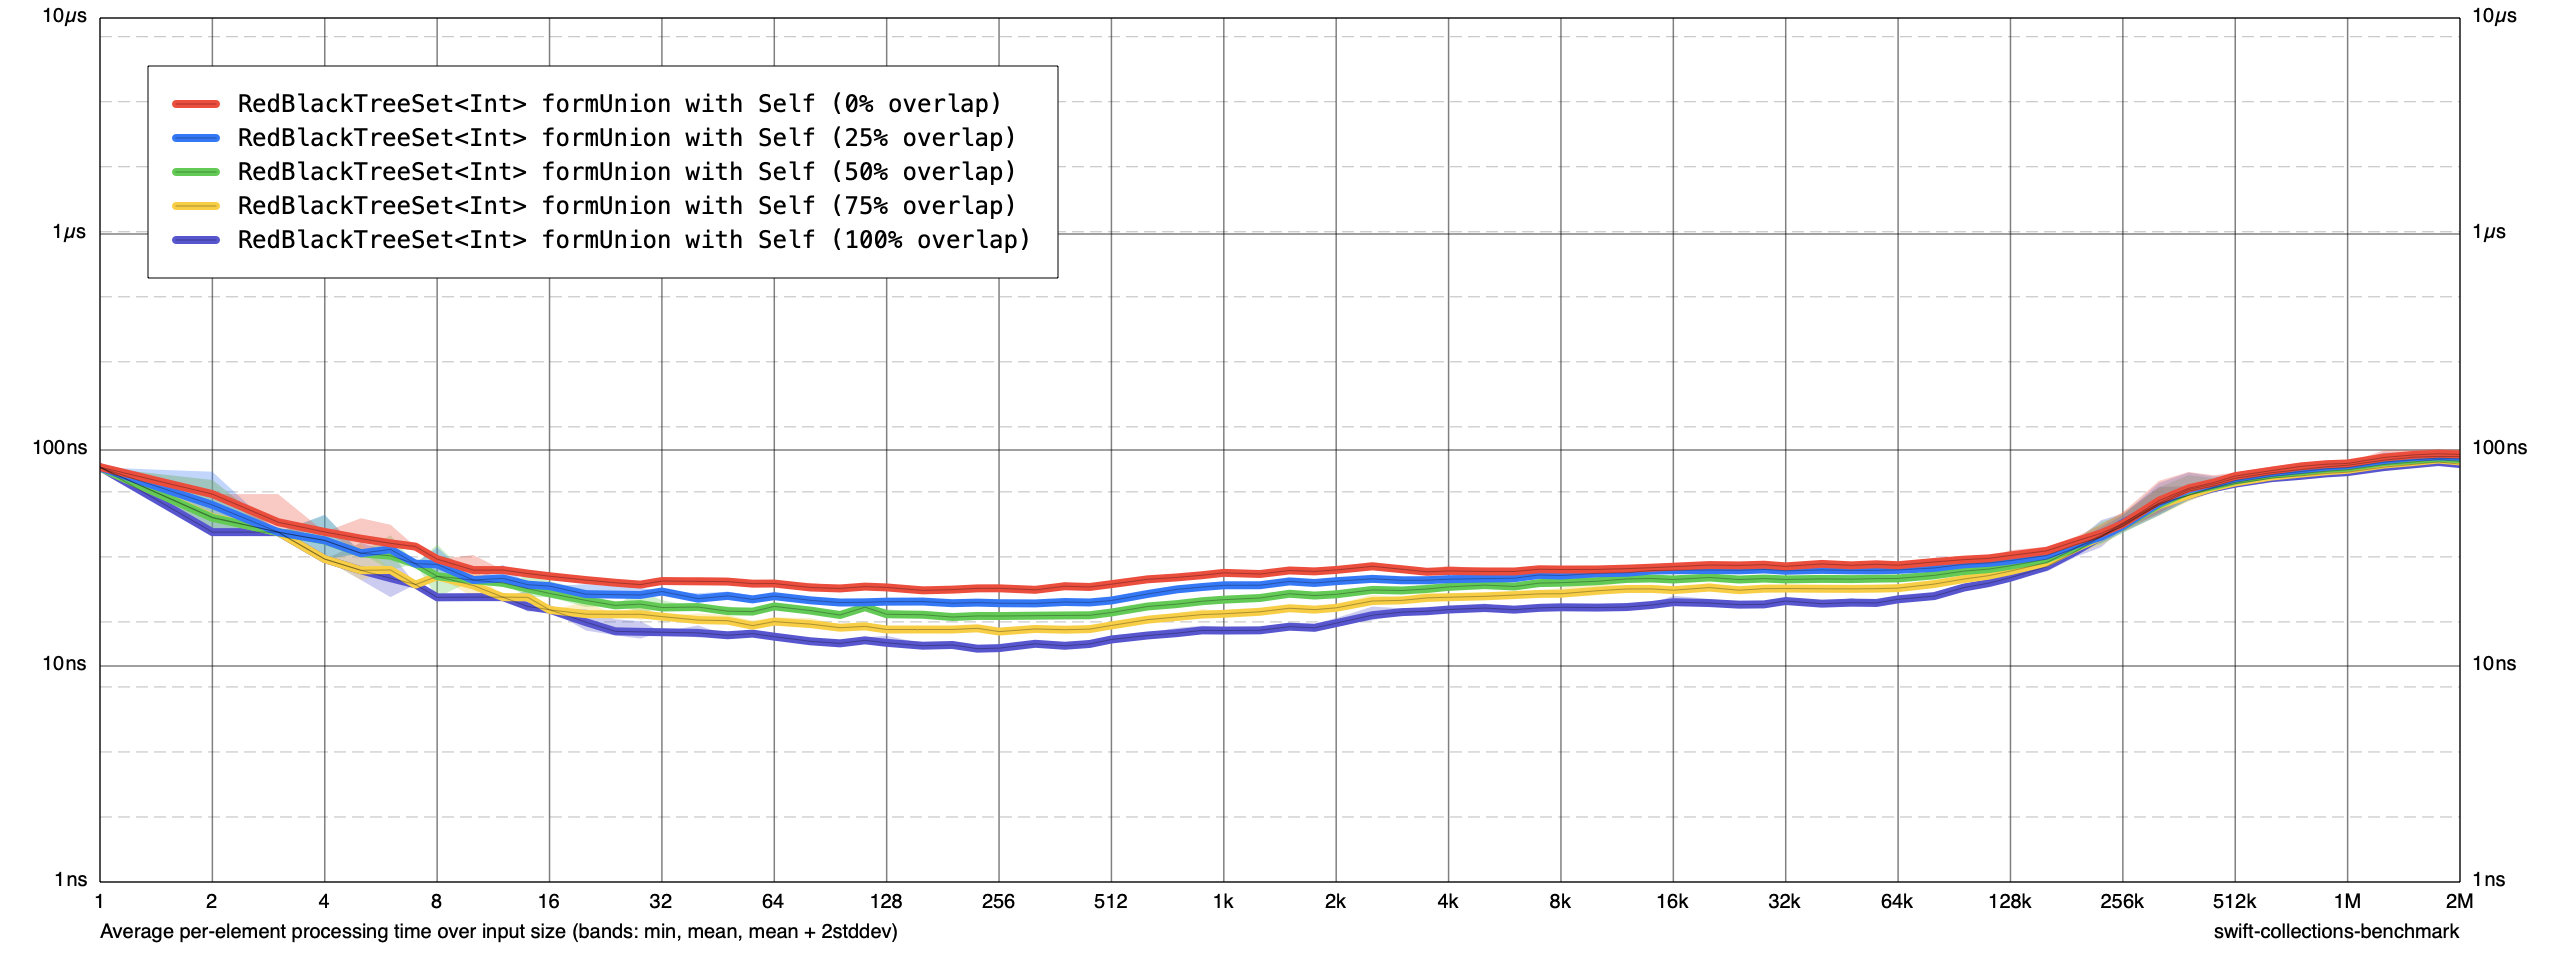 10µs 10µs
RedBlackTreeSet<Int> formUnion with Self (0% overlap)
RedBlackTreeSet<Int> formUnion with Self (25% overlap)
RedBlackTreeSet<Int> formUnion with Self (50% overlap)
RedBlackTreeSet<Int> formUnion with Self (75% overlap)
RedBlackTreeSet<Int> formUnion with Self (100% overlap)
1µs 1µs
100ns 100ns
10ns 10ns
1ns 1ns
1 2 4 8 16 32 64 128 256 512 1k 2k 4k 8k 16k 32k 64k 128k 256k 512k 1M 2M
Average per-element processing time over input size (bands: min, mean, mean + 2stddev) swift-collections-benchmark